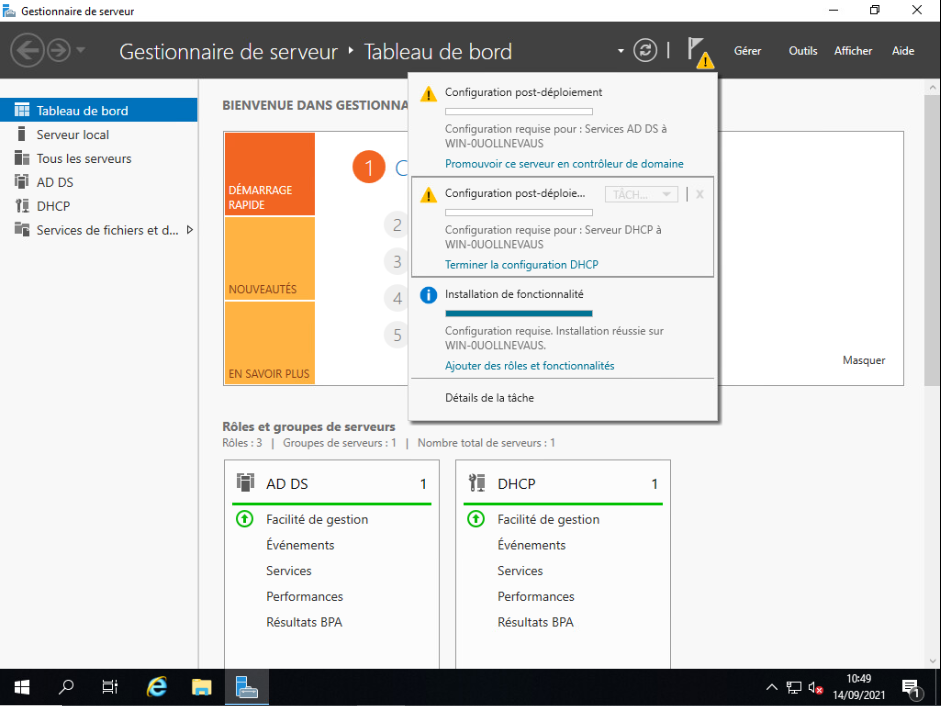 Gestionnaire de serveur
Gestionnaire de serveur ‣ Tableau de bord
Gérer Outils Afficher Aide
Tableau de bord
Serveur local
Tous les serveurs
AD DS
DHCP
Services de fichiers et d...
BIENVENUE DANS GESTIONNA
DÉMARRAGE
RAPIDE
NOUVEAUTÉS
EN SAVOIR PLUS
1
2
3
4
5
Masquer
Configuration post-déploiement
Configuration requise pour : Services AD DS à
WIN-0UOLLNEVAUS
Promouvoir ce serveur en contrôleur de domaine
Configuration post-déploie... TÂCH... X
Configuration requise pour : Serveur DHCP à
WIN-0UOLLNEVAUS
Terminer la configuration DHCP
Installation de fonctionnalité
Configuration requise. Installation réussie sur
WIN-0UOLLNEVAUS.
Ajouter des rôles et fonctionnalités
Détails de la tâche
Rôles et groupes de serveurs
Rôles : 3 | Groupes de serveurs : 1 | Nombre total de serveurs : 1
AD DS 1
Facilité de gestion
Événements
Services
Performances
Résultats BPA
DHCP 1
Facilité de gestion
Événements
Services
Performances
Résultats BPA
10:49
14/09/2021
1